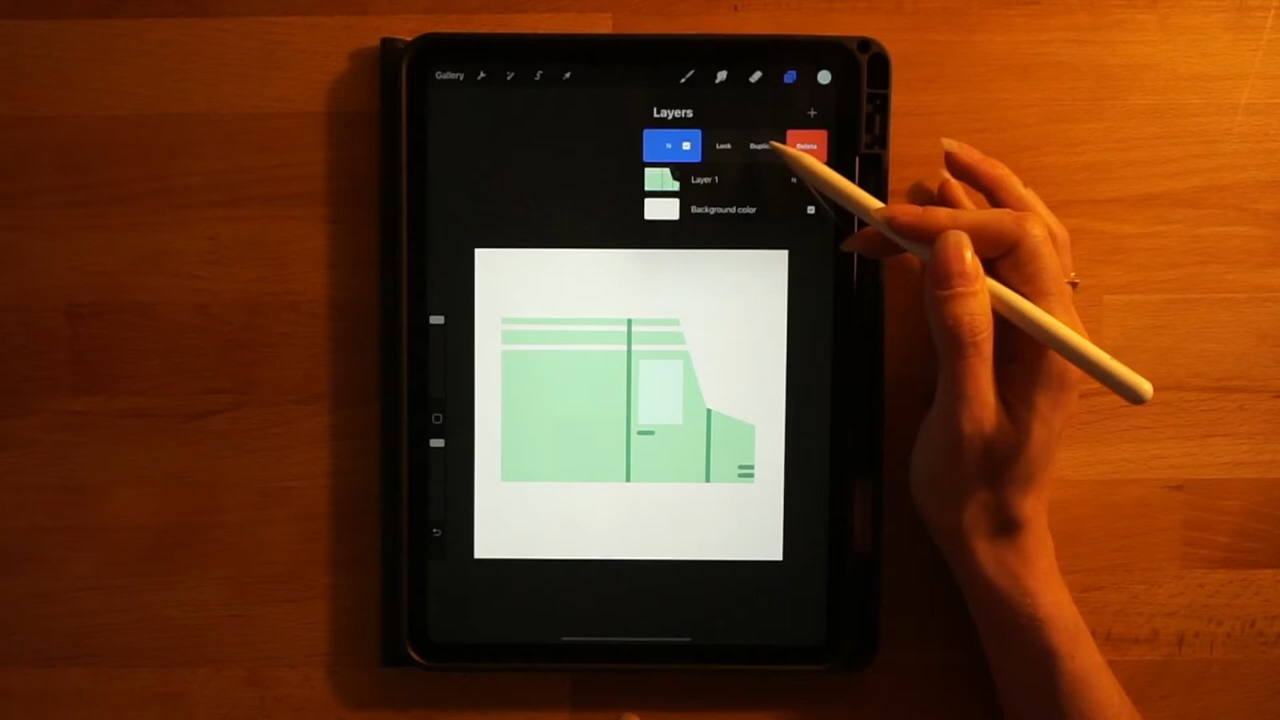 Gallery
Layers
N Lock Delete
Layer 1 N
Background color